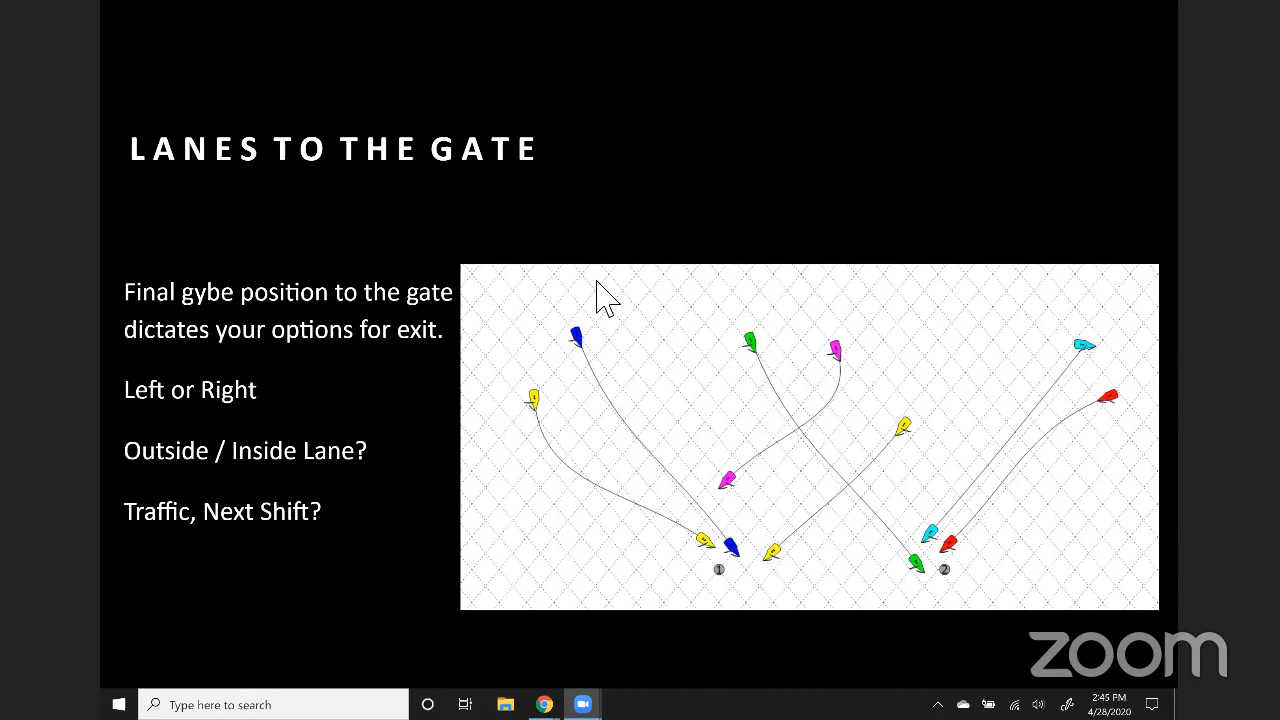 LANES TO THE GATE
Final gybe position to the gate
dictates your options for exit.
Left or Right
Outside / Inside Lane?
Traffic, Next Shift?
1
2
zoom
Type here to search
2:45 PM
4/28/2020